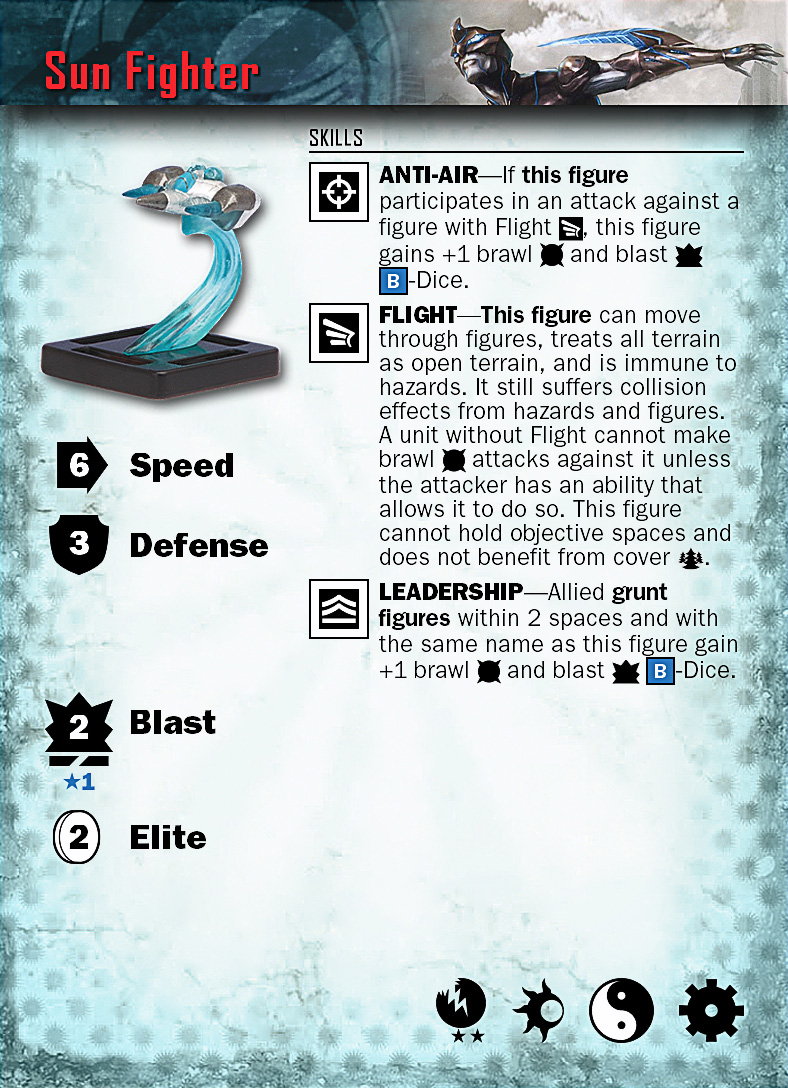 Sun Fighter
SKILLS
ANTI-AIR—If this figure
participates in an attack against a
figure with Flight , this figure
gains +1 brawl and blast
B-Dice.
FLIGHT—This figure can move
through figures, treats all terrain
as open terrain, and is immune to
hazards. It still suffers collision
effects from hazards and figures.
A unit without Flight cannot make
brawl attacks against it unless
the attacker has an ability that
allows it to do so. This figure
cannot hold objective spaces and
does not benefit from cover .
LEADERSHIP—Allied grunt
figures within 2 spaces and with
the same name as this figure gain
+1 brawl and blast B-Dice.
6 Speed
3 Defense
2 Blast
★1
2 Elite
★★